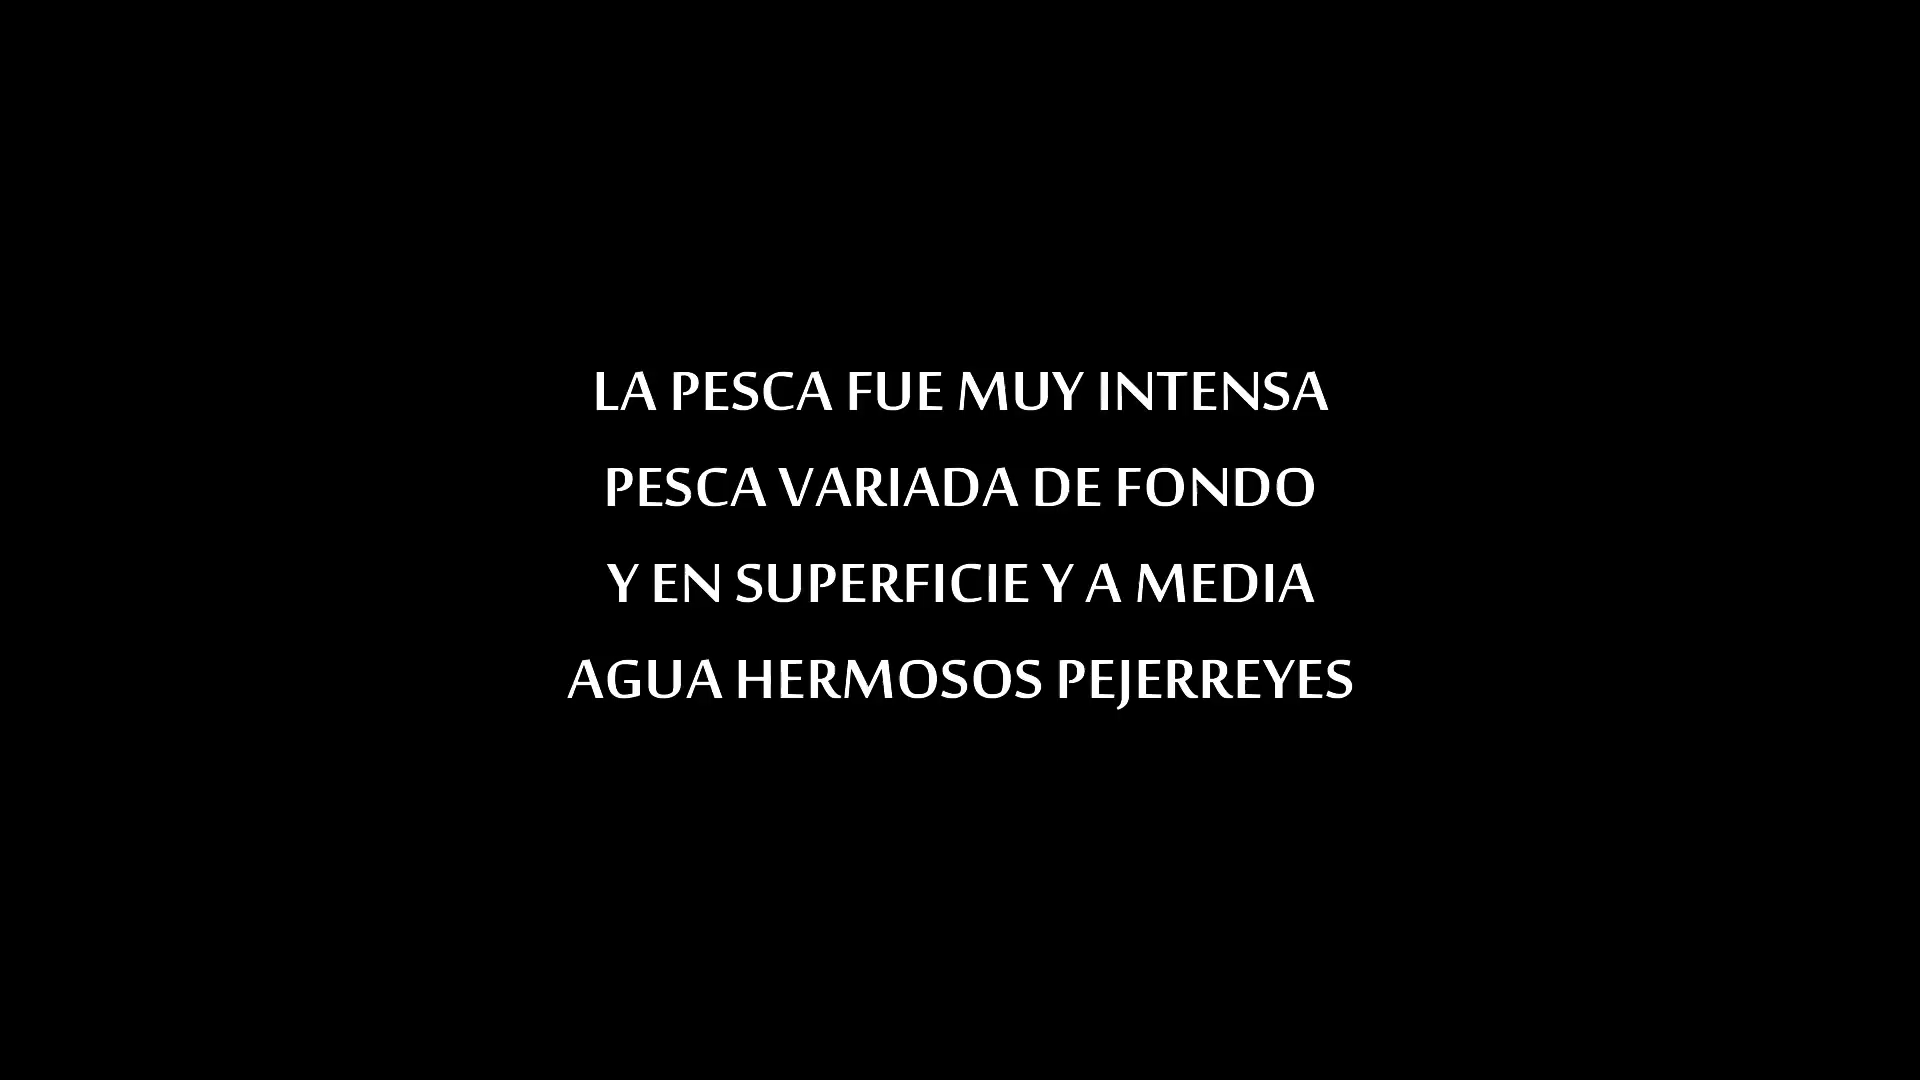 LA PESCA FUE MUY INTENSA
PESCA VARIADA DE FONDO
Y EN SUPERFICIE Y A MEDIA
AGUA HERMOSOS PEJERREYES